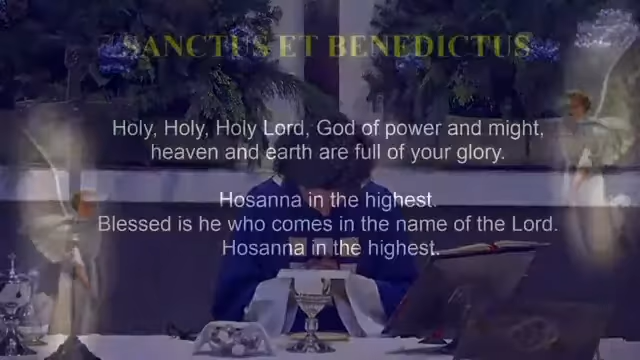 SANCTUS ET BENEDICTUS
Holy, Holy, Holy Lord, God of power and might,
heaven and earth are full of your glory.
Hosanna in the highest.
Blessed is he who comes in the name of the Lord.
Hosanna in the highest.